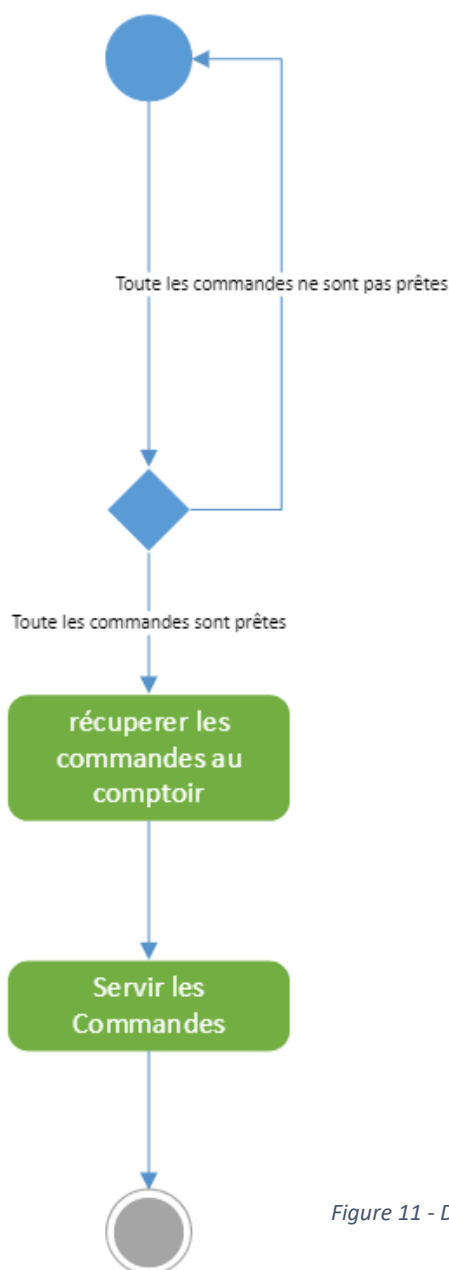 Toute les commandes ne sont pas prêtes
Toute les commandes sont prêtes
récuperer les
commandes au
comptoir
Servir les
Commandes
Figure 11 - D